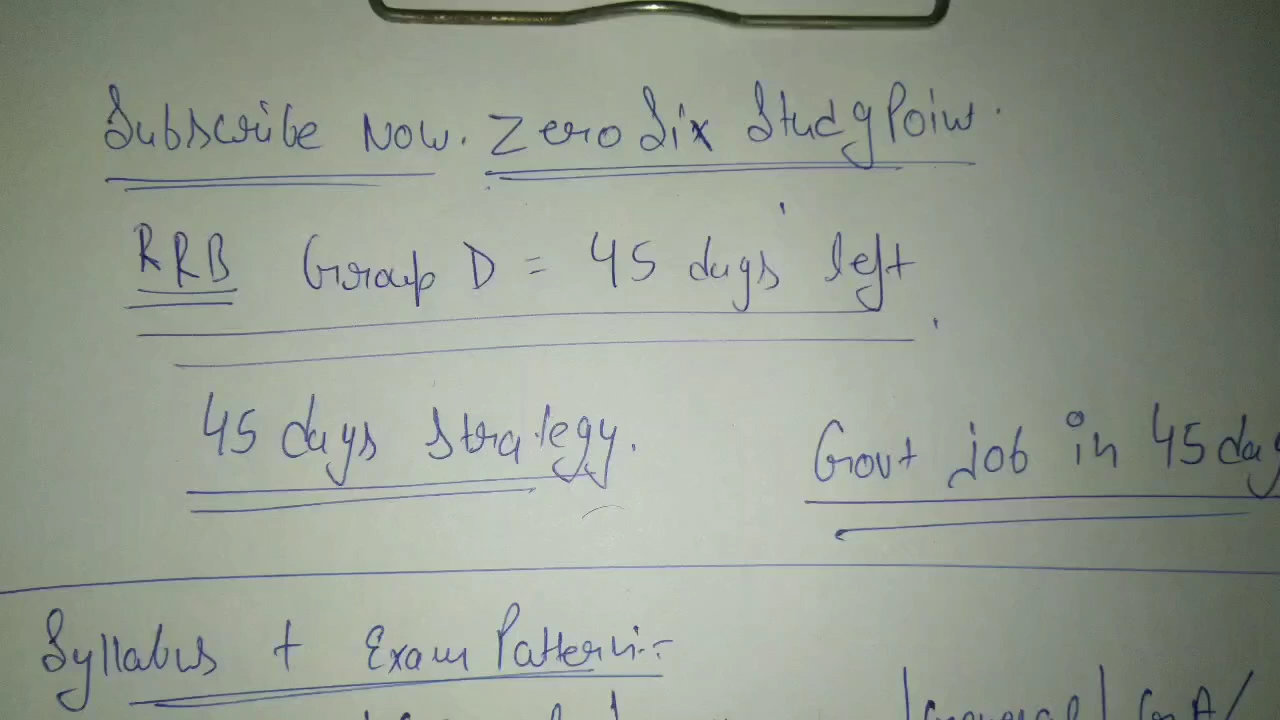 Subscribe Now. Zero Six Study Point.
RRB Group D = 45 days left
45 days strategy.
Govt job in 45 day
Syllabus + Exam Pattern:-